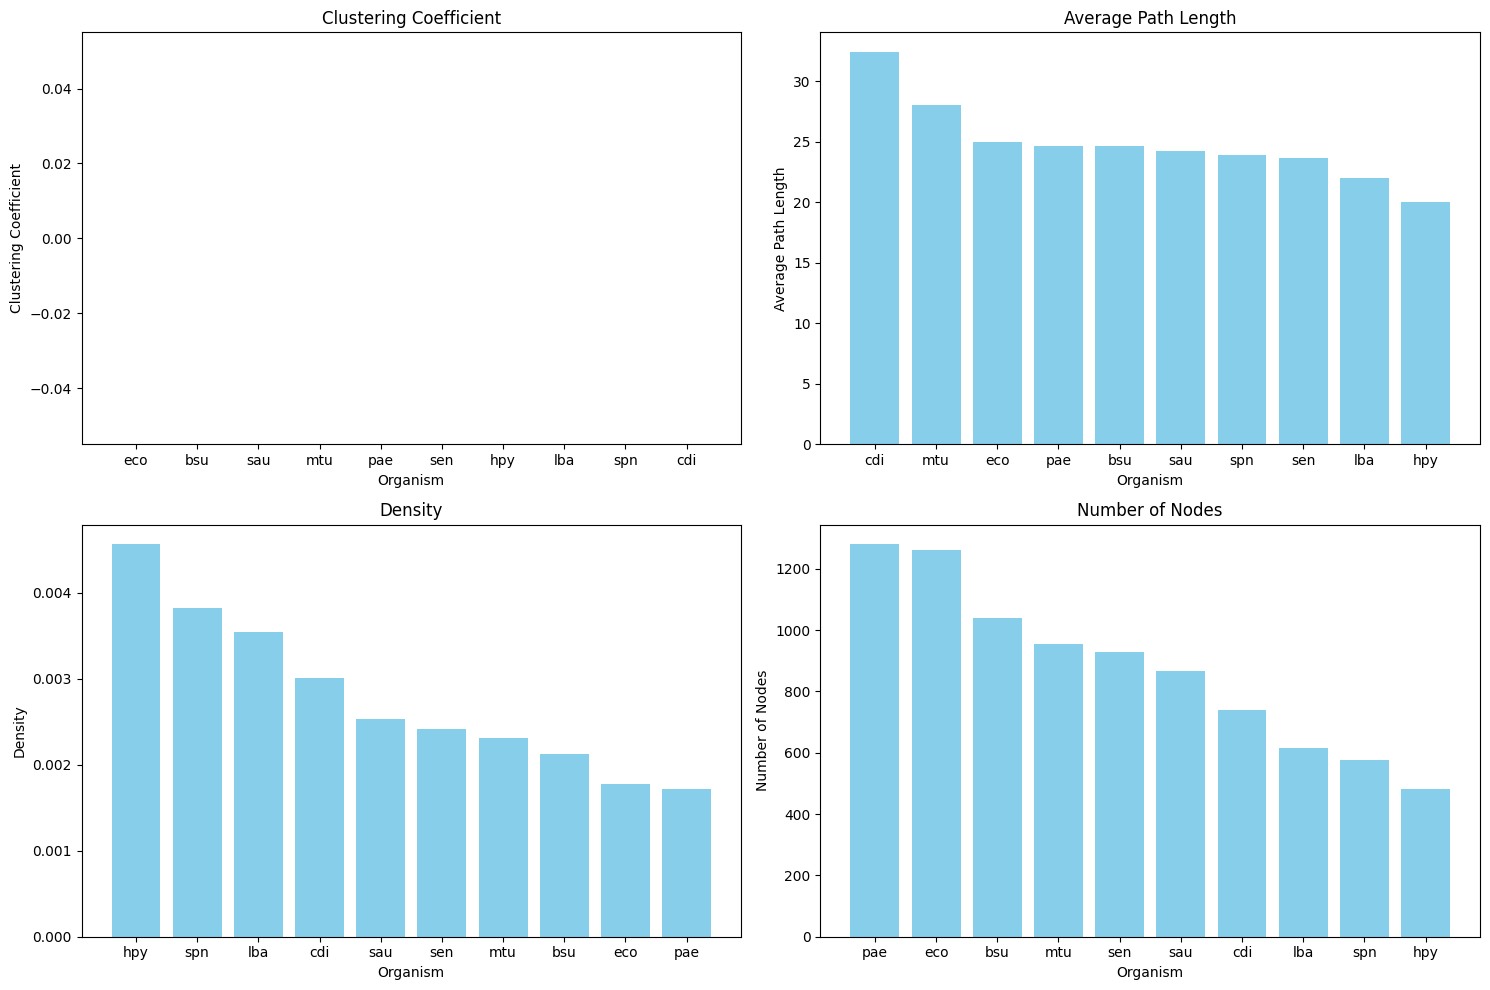 Clustering Coefficient
Clustering Coefficient
0.04
0.02
0.00
−0.02
−0.04
eco bsu sau mtu pae sen hpy lba spn cdi
Organism
Average Path Length
Average Path Length
30
25
20
15
10
5
0
cdi mtu eco pae bsu sau spn sen lba hpy
Organism
Density
Density
0.004
0.003
0.002
0.001
0.000
hpy spn lba cdi sau sen mtu bsu eco pae
Organism
Number of Nodes
Number of Nodes
1200
1000
800
600
400
200
0
pae eco bsu mtu sen sau cdi lba spn hpy
Organism